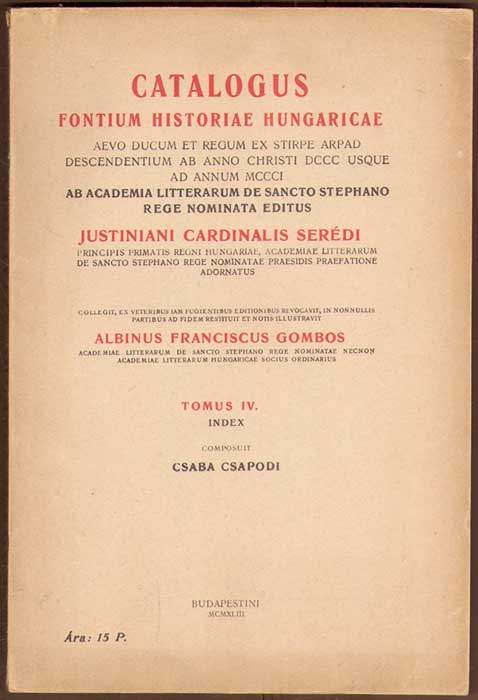 CATALOGUS
FONTIUM HISTORIAE HUNGARICAE
AEVO DUCUM ET REGUM EX STIRPE ARPAD
DESCENDENTIUM AB ANNO CHRISTI DCCC USQUE
AD ANNUM MCCCI
AB ACADEMIA LITTERARUM DE SANCTO STEPHANO
REGE NOMINATA EDITUS
JUSTINIANI CARDINALIS SERÉDI
PRINCIPIS PRIMATIS REGNI HUNGARIAE, ACADEMIAE LITTERARUM
DE SANCTO STEPHANO REGE NOMINATAE PRAESIDIS PRAEFATIONE
ADORNATUS
COLLEGIT, EX VETERIBUS IAM FUGIENTIBUS EDITIONIBUS REVOCAVIT, IN NONNULLIS
PARTIBUS AD FIDEM RESTITUIT ET NOTIS ILLUSTRAVIT
ALBINUS FRANCISCUS GOMBOS
ACADEMIAE LITTERARUM DE SANCTO STEPHANO REGE NOMINATAE NECNON
ACADEMIAE LITTERARUM HUNGARICAE SOCIUS ORDINARIUS
TOMUS IV.
INDEX
COMPOSUIT
CSABA CSAPODI
BUDAPESTINI
MCMXLIII
Ára: 15 P.